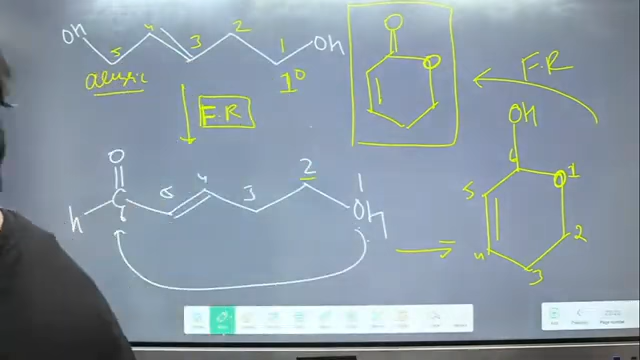 Oh 5 4 3 2 1 Oh
allylic
1°
F.R
O
O
F.R
OH
O
h C 6 5 4 3 2 1 Oh
6 O 1
5 4 3 2